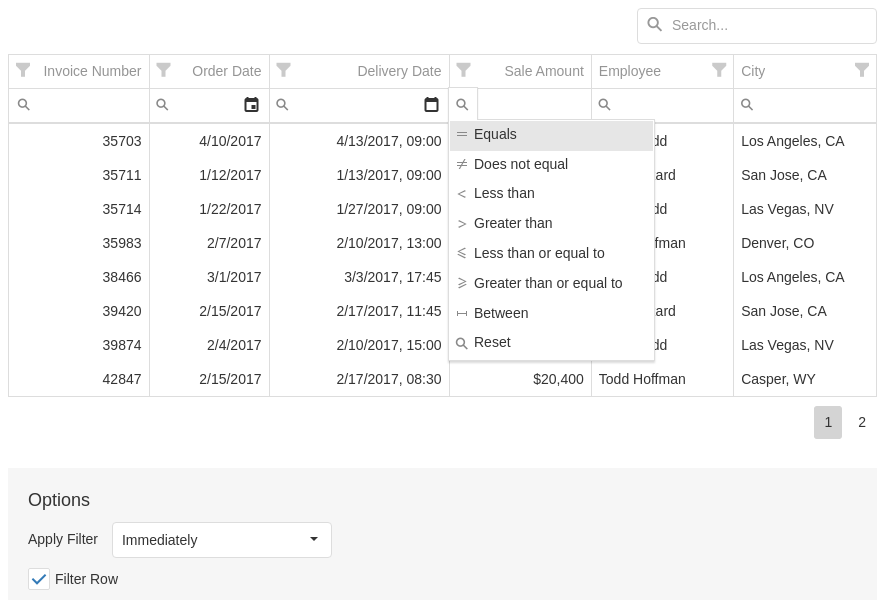 Search...
Invoice Number Order Date Delivery Date Sale Amount Employee City
35703 4/10/2017 4/13/2017, 09:00 Los Angeles, CA
35711 1/12/2017 1/13/2017, 09:00 San Jose, CA
35714 1/22/2017 1/27/2017, 09:00 Las Vegas, NV
35983 2/7/2017 2/10/2017, 13:00 Denver, CO
38466 3/1/2017 3/3/2017, 17:45 Los Angeles, CA
39420 2/15/2017 2/17/2017, 11:45 San Jose, CA
39874 2/4/2017 2/10/2017, 15:00 Las Vegas, NV
42847 2/15/2017 2/17/2017, 08:30 $20,400 Todd Hoffman Casper, WY
Equals
Does not equal
Less than
Greater than
Less than or equal to
Greater than or equal to
Between
Reset
1 2
Options
Apply Filter Immediately
Filter Row